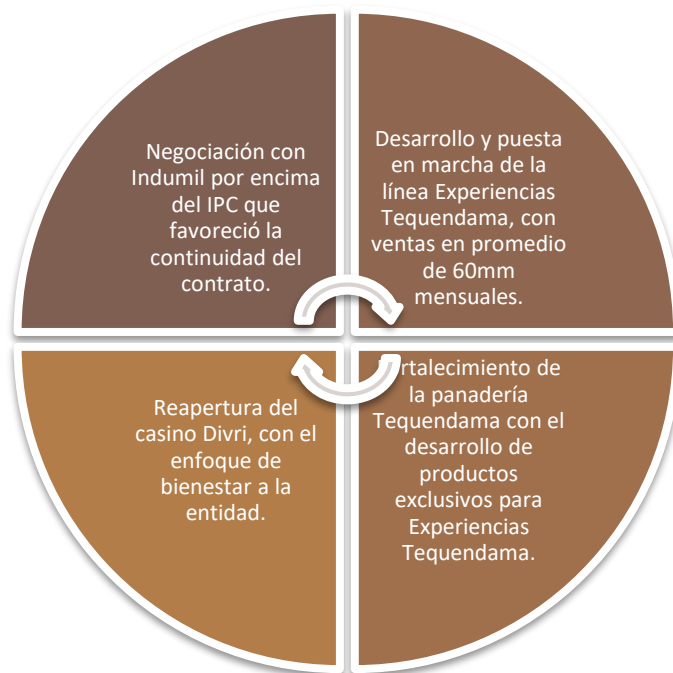 Negociación con
Indumil por encima
del IPC que
favoreció la
continuidad del
contrato.
Desarrollo y puesta
en marcha de la
línea Experiencias
Tequendama, con
ventas en promedio
de 60mm
mensuales.
rtalecimiento de
la panadería
Tequendama con el
desarrollo de
productos
exclusivos para
Experiencias
Tequendama.
Reapertura del
casino Divri, con el
enfoque de
bienestar a la
entidad.